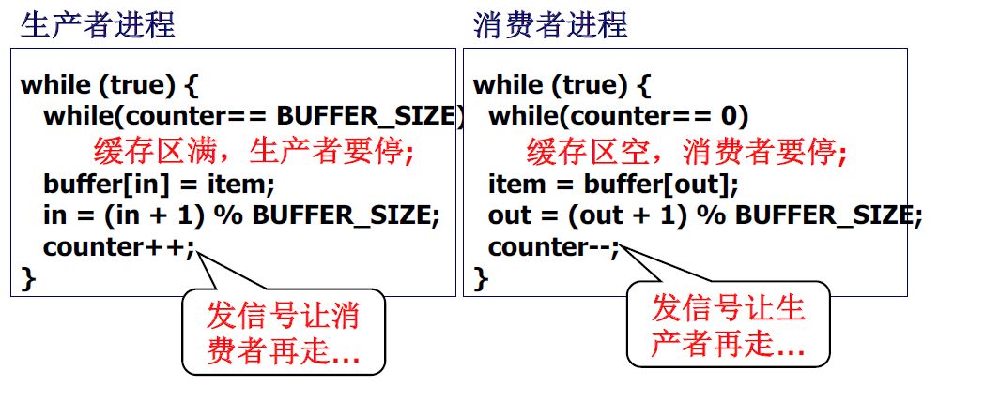 生产者进程
while (true) {
while(counter== BUFFER_SIZE)
缓存区满，生产者要停;
buffer[in] = item;
in = (in + 1) % BUFFER_SIZE;
counter++;
}
发信号让消
费者再走...
消费者进程
while (true) {
while(counter== 0)
缓存区空，消费者要停;
item = buffer[out];
out = (out + 1) % BUFFER_SIZE;
counter--;
}
发信号让生
产者再走...